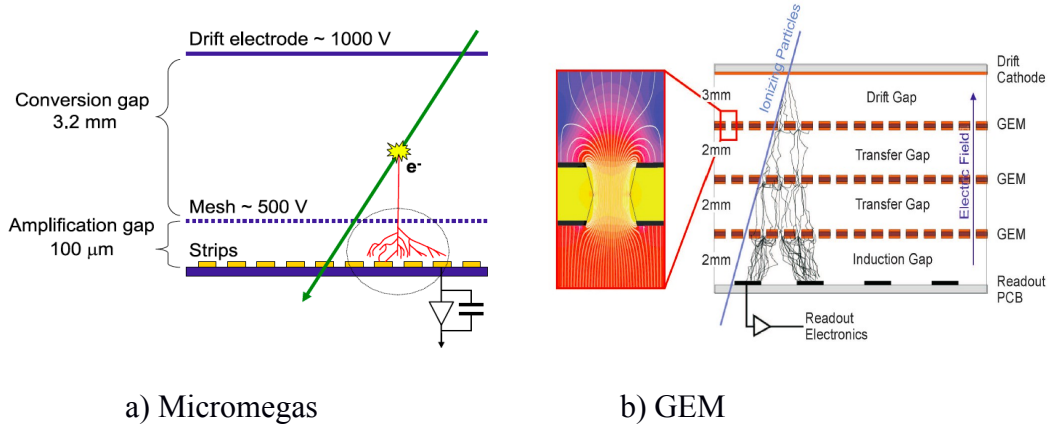 Drift electrode ~ 1000 V
Conversion gap
3.2 mm
e-
Mesh ~ 500 V
Amplification gap
100 μm
Strips
a) Micromegas
Ionizing Particles
Drift
Cathode
3mm
Drift Gap
GEM
2mm
Transfer Gap
Electric Field
GEM
2mm
Transfer Gap
GEM
2mm
Induction Gap
Readout
PCB
Readout
Electronics
b) GEM